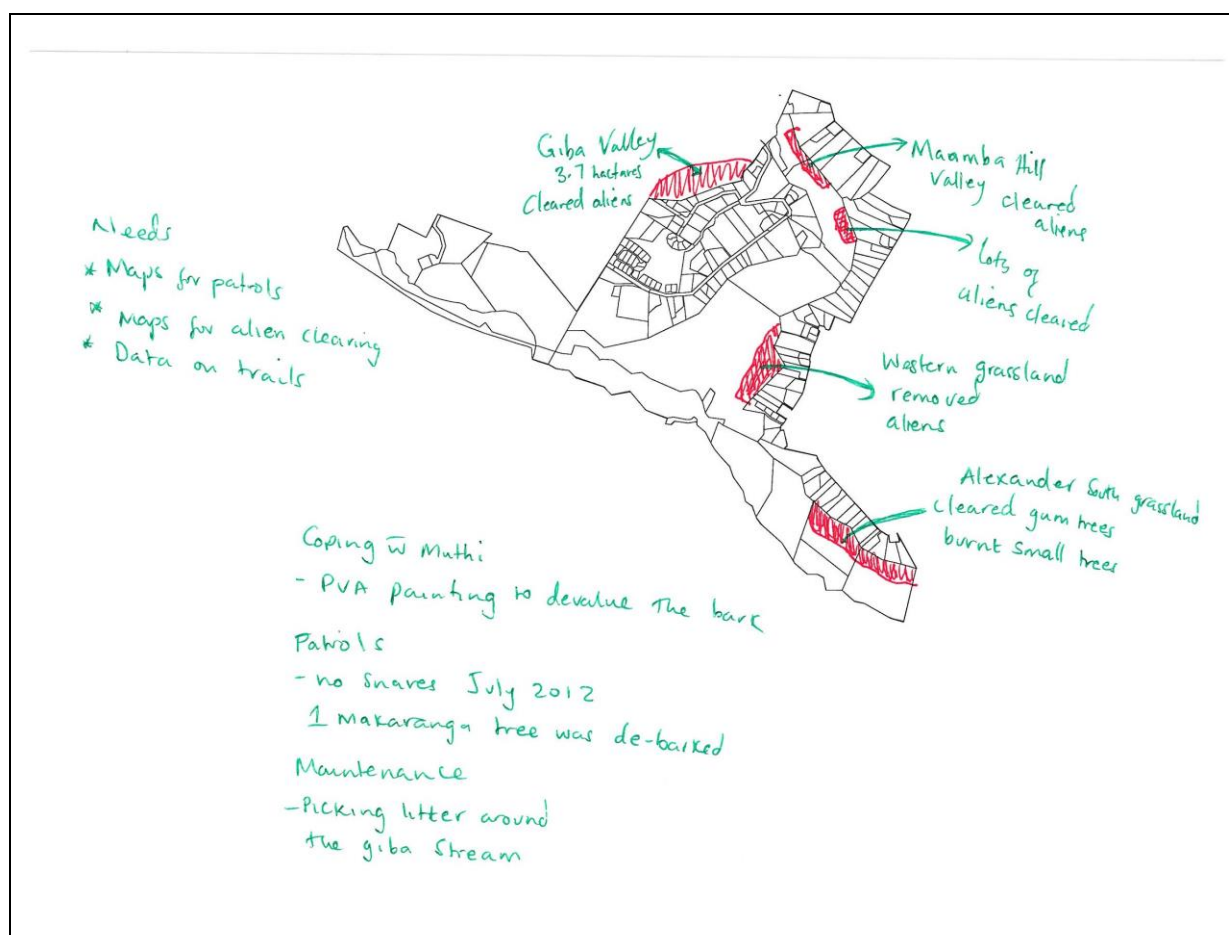 Giba Valley
3.7 hactares
Cleared aliens
Maamba Hill
Valley cleared
aliens
lots of
aliens cleared
Needs
* Maps for patrols
* Maps for alien clearing
* Data on trails
Western grassland
removed
aliens
Alexander South grassland
cleared gum trees
burnt small trees
Coping w̄ Muthi
- PVA painting to devalue the bark
Patrols
- no snares July 2012
1 makaranga tree was de-barked
Maintenance
- Picking litter around
the giba stream